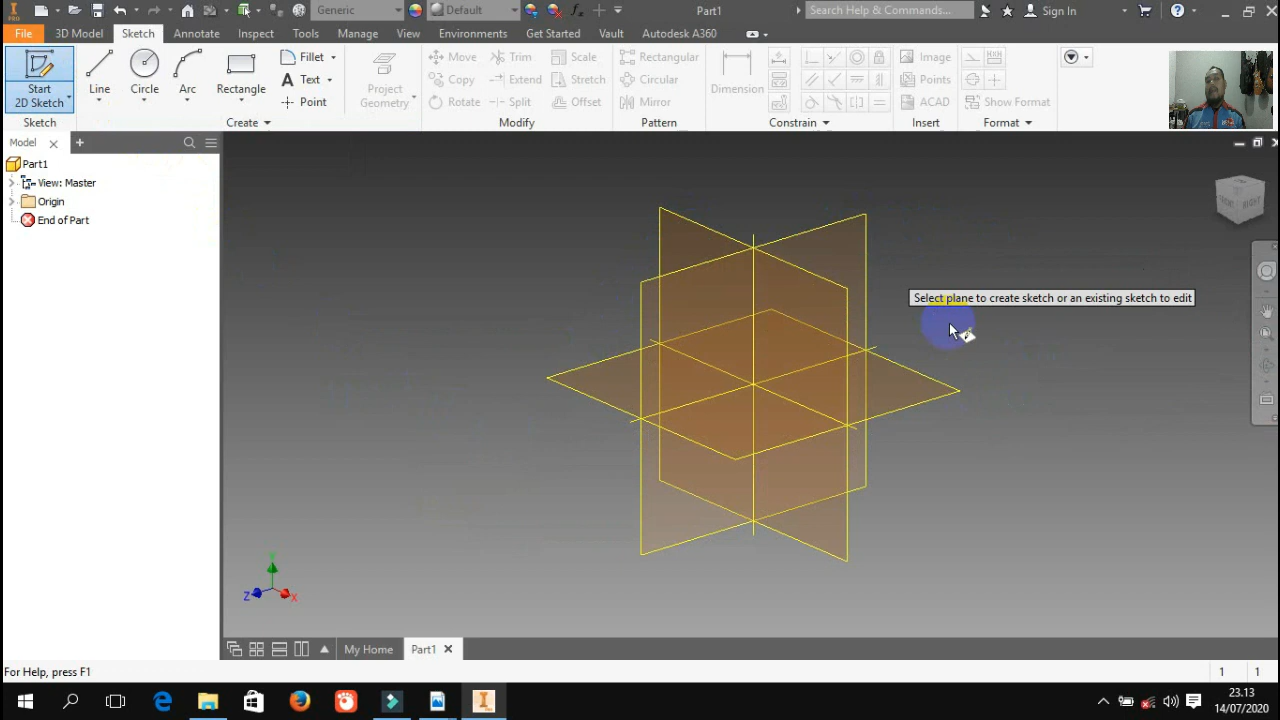 PRO
Generic
Default
Part1
Search Help & Commands...
Sign In
File
3D Model
Sketch
Annotate
Inspect
Tools
Manage
View
Environments
Get Started
Vault
Autodesk A360
Start
2D Sketch
Line
Circle
Arc
Rectangle
Fillet
Text
Point
Project
Geometry
Move
Trim
Scale
Copy
Extend
Stretch
Rotate
Split
Offset
Rectangular
Circular
Mirror
Dimension
Image
Points
ACAD
Show Format
Sketch
Create
Modify
Pattern
Constrain
Insert
Format
Model
Part1
View: Master
Origin
End of Part
FRONT
RIGHT
Select plane to create sketch or an existing sketch to edit
Y
Z
X
My Home
Part1
For Help, press F1
1
1
23.13
14/07/2020